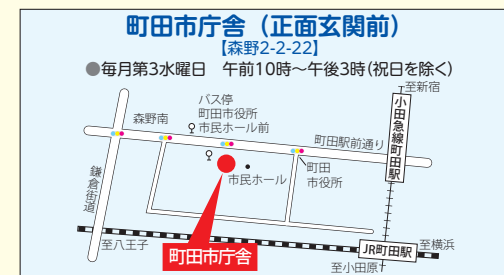 町田市庁舎（正面玄関前）
【森野2-2-22】
●毎月第3水曜日　午前10時～午後3時（祝日を除く）
至新宿
バス停
町田市役所
市民ホール前
森野南
小田急線町田駅
町田駅前通り
町田
市役所
市民ホール
鎌倉街道
至八王子
町田市庁舎
JR町田駅
至横浜
至小田原